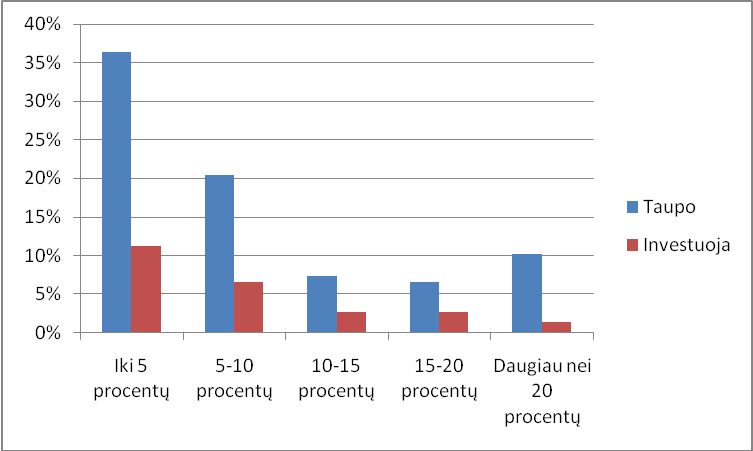 40%
35%
30%
25%
20%
15%
10%
5%
0%
Iki 5
procentų
5-10
procentų
10-15
procentų
15-20
procentų
Daugiau nei
20
procentų
Taupo
Investuoja